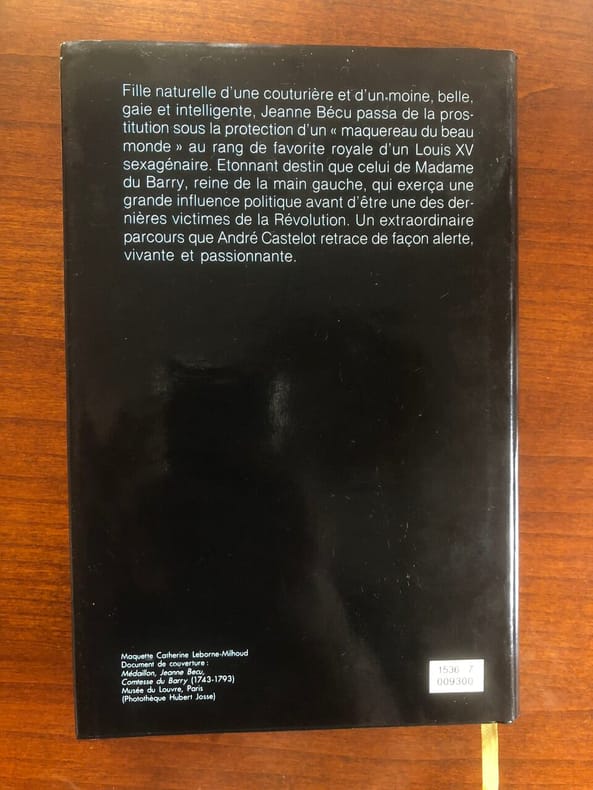 Fille naturelle d'une couturière et d'un moine, belle,
gaie et intelligente, Jeanne Bécu passa de la pros-
titution sous la protection d'un « maquereau du beau
monde » au rang de favorite royale d'un Louis XV
sexagénaire. Etonnant destin que celui de Madame
du Barry, reine de la main gauche, qui exerça une
grande influence politique avant d'être une des der-
nières victimes de la Révolution. Un extraordinaire
parcours que André Castelot retrace de façon alerte,
vivante et passionnante.
Maquette Catherine Leborne-Milhoud
Document de couverture :
Médaillon, Jeanne Becu,
Comtesse du Barry (1743-1793)
Musée du Louvre, Paris
(Photothèque Hubert Josse)
1536 7
009300